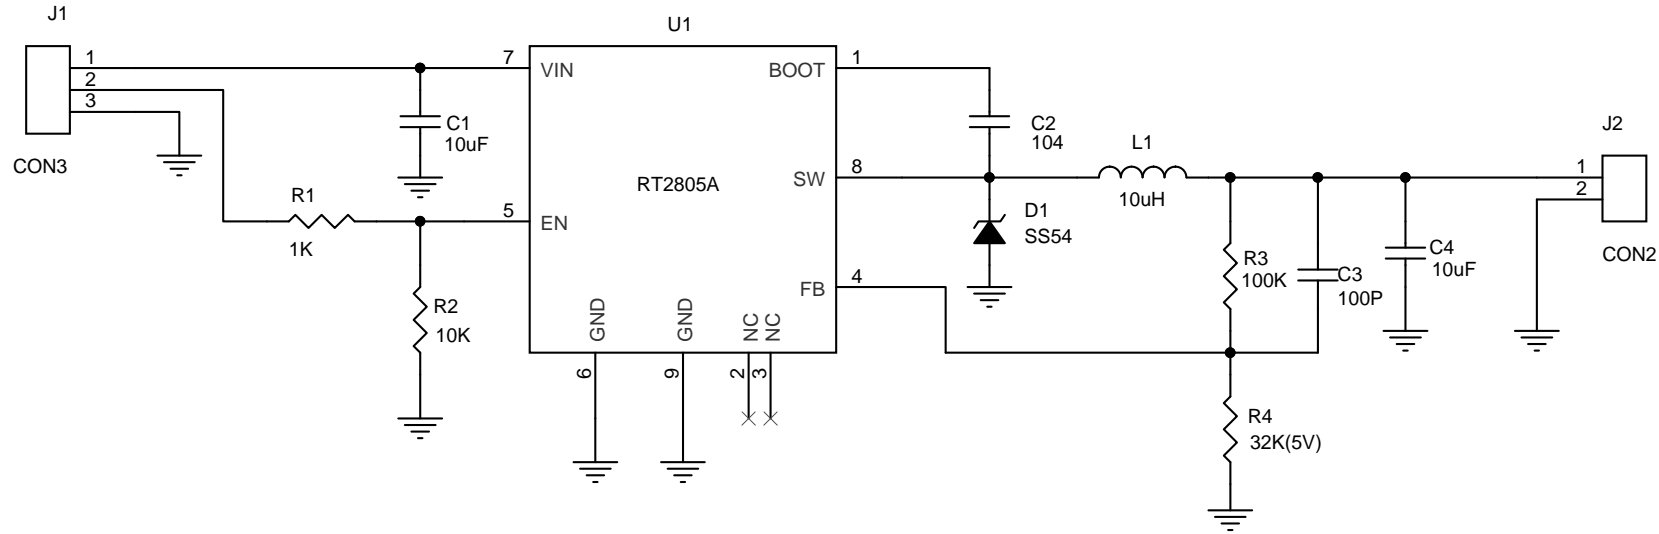 J1
1
2
3
CON3
C1
10uF
R1
1K
R2
10K
U1
RT2805A
7
VIN
5
EN
BOOT
1
SW
8
FB
4
GND
6
GND
9
NC
2
NC
3
C2
104
L1
10uH
D1
SS54
R3
100K
C3
100P
C4
10uF
R4
32K(5V)
J2
1
2
CON2